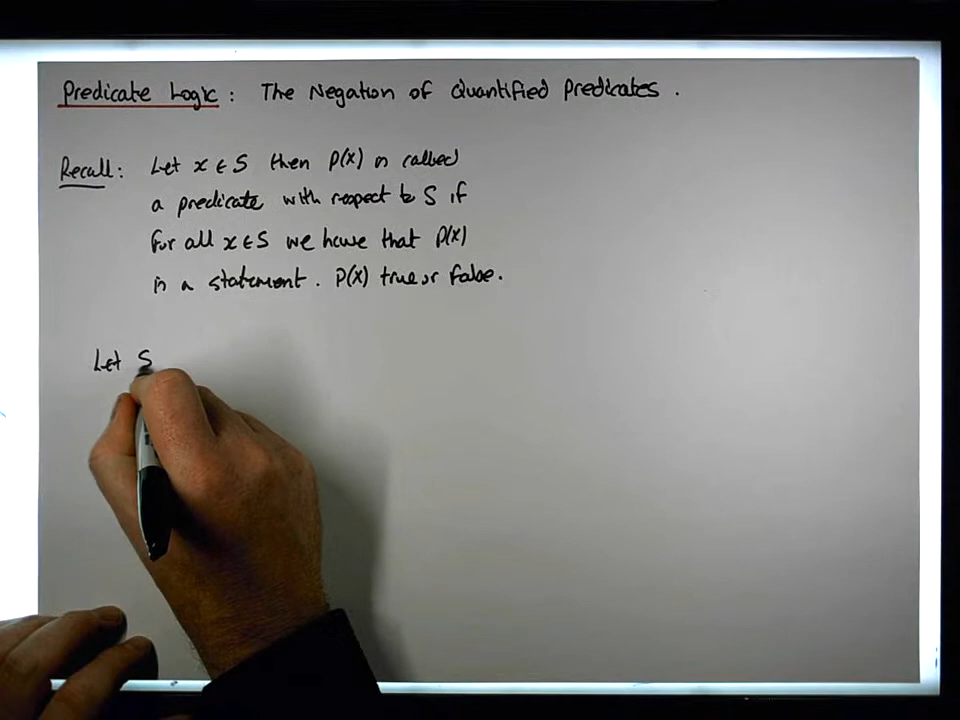 Predicate Logic : The Negation of Quantified Predicates .
Recall : Let x ∈ S then P(x) is called
a predicate with respect to S if
for all x ∈ S we have that P(x)
is a statement . P(x) true or false .
Let S